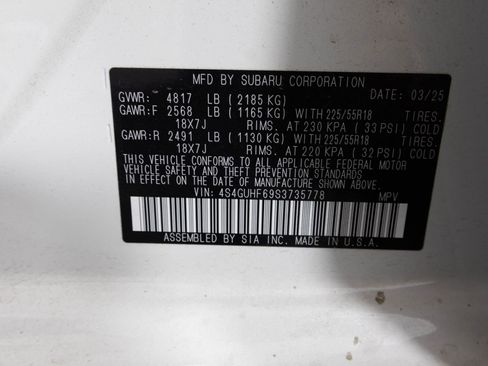 MFD BY SUBARU CORPORATION DATE: 03/25
GVWR: 4817 LB (2185 KG)
GAWR:F 2568 LB (1165 KG) WITH 225/55R18 TIRES.
18X7J RIMS. AT 230 KPA (33 PSI) COLD
GAWR:R 2491 LB (1130 KG) WITH 225/55R18 TIRES.
18X7J RIMS. AT 220 KPA (32 PSI) COLD
THIS VEHICLE CONFORMS TO ALL APPLICABLE FEDERAL MOTOR
VEHICLE SAFETY AND THEFT PREVENTION STANDARDS
IN EFFECT ON THE DATE OF MANUFACTURE SHOWN ABOVE.
VIN: 4S4GUHF69S3735778 MPV
ASSEMBLED BY SIA INC. MADE IN U.S.A.